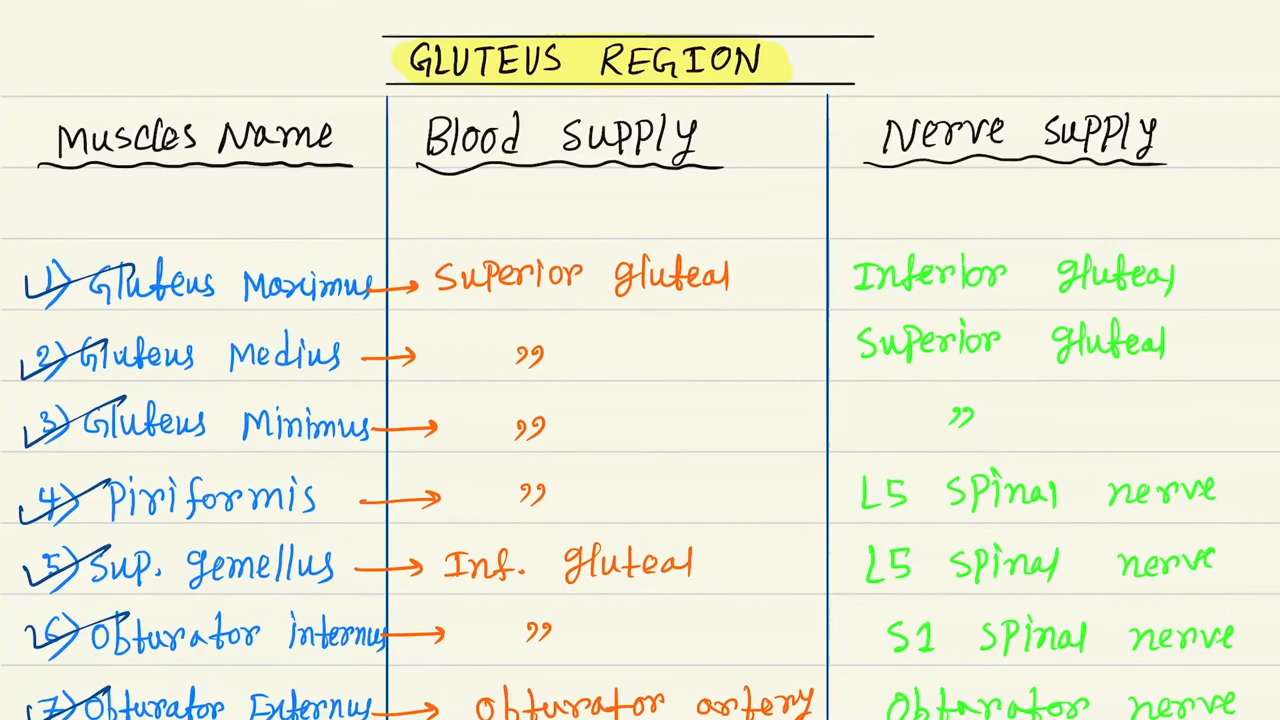 GLUTEUS REGION
Muscles Name Blood supply Nerve supply
1) Gluteus Maximus → Superior gluteal Inferior gluteal
2) Gluteus Medius → ,, Superior gluteal
3) Gluteus Minimus → ,, ,,
4) Piriformis → ,, L5 spinal nerve
5) Sup. gemellus → Inf. gluteal L5 spinal nerve
6) Obturator internus → ,, S1 spinal nerve
7) Obturator Externus → Obturator artery Obturator nerve